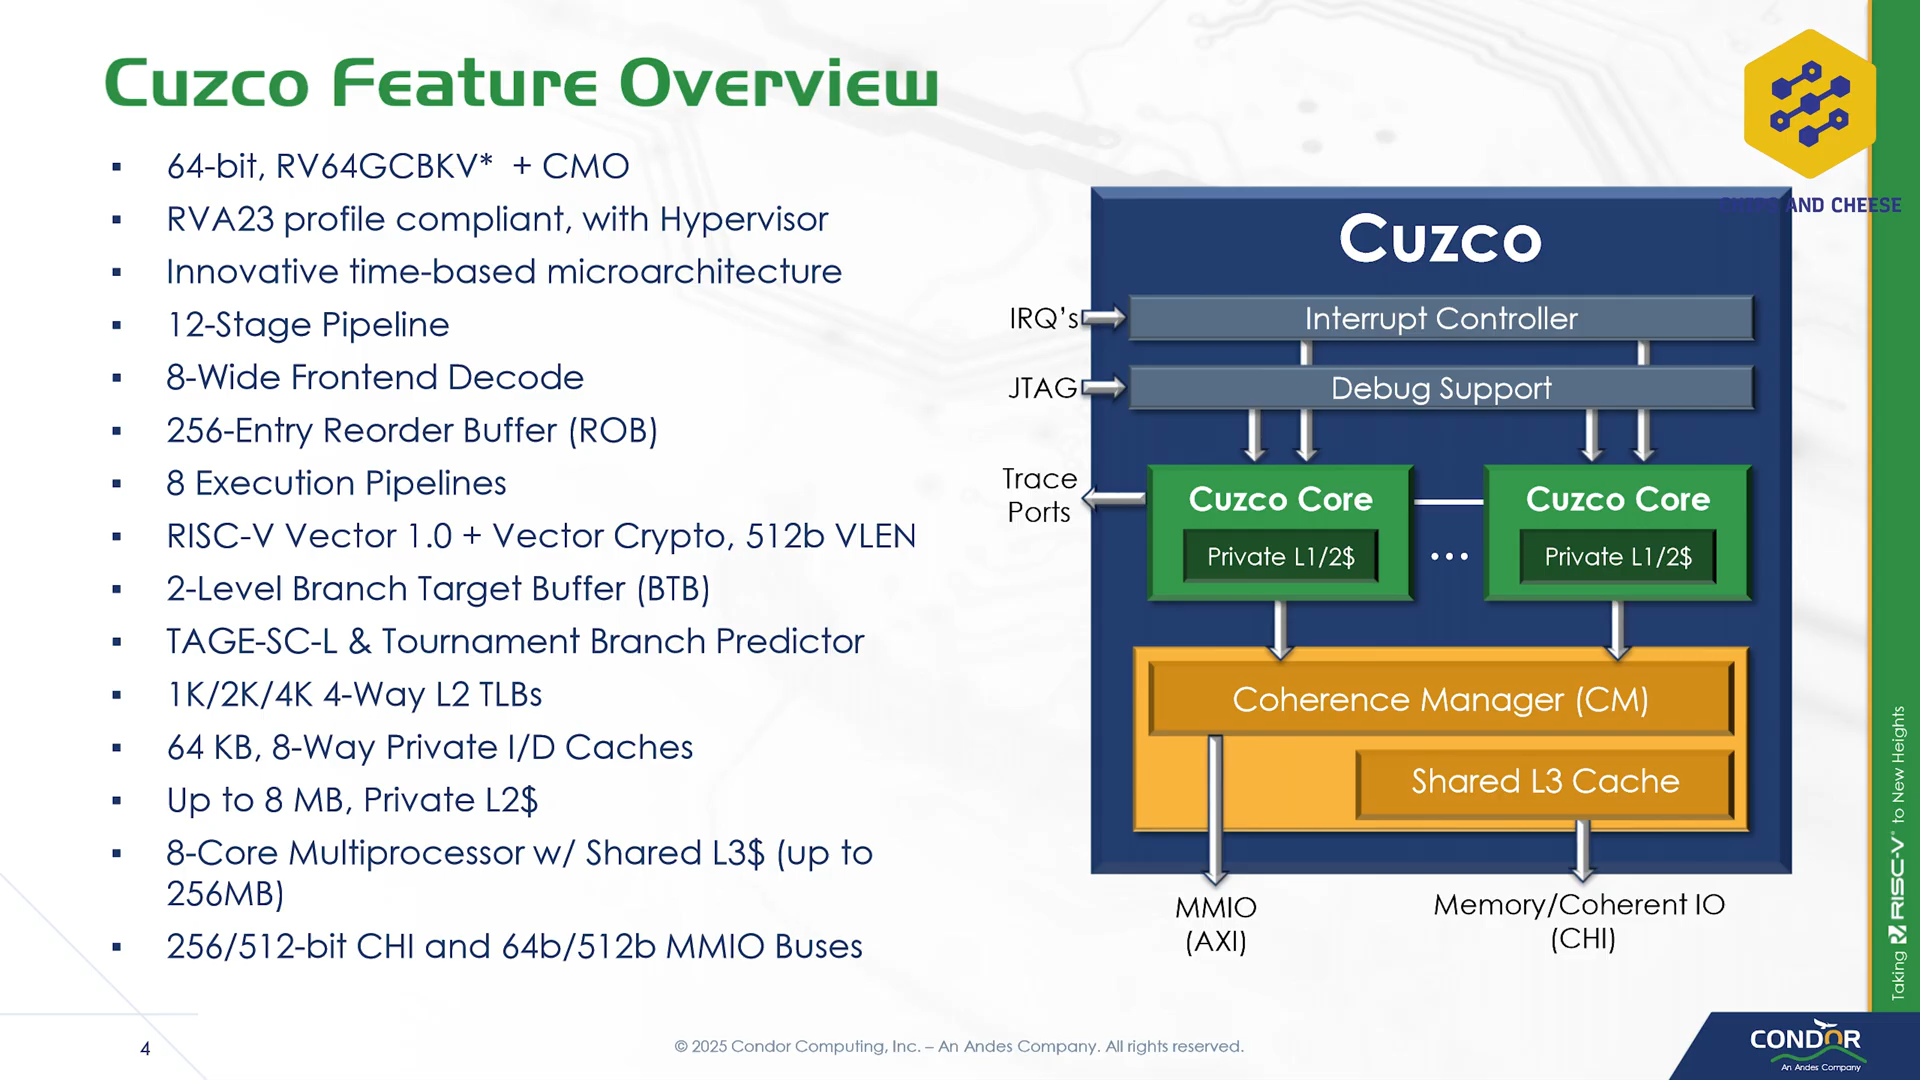 Cuzco Feature Overview
64-bit, RV64GCBKV* + CMO
RVA23 profile compliant, with Hypervisor
Innovative time-based microarchitecture
12-Stage Pipeline
8-Wide Frontend Decode
256-Entry Reorder Buffer (ROB)
8 Execution Pipelines
RISC-V Vector 1.0 + Vector Crypto, 512b VLEN
2-Level Branch Target Buffer (BTB)
TAGE-SC-L & Tournament Branch Predictor
1K/2K/4K 4-Way L2 TLBs
64 KB, 8-Way Private I/D Caches
Up to 8 MB, Private L2$
8-Core Multiprocessor w/ Shared L3$ (up to
256MB)
256/512-bit CHI and 64b/512b MMIO Buses
AND CHEESE
Cuzco
IRQ's
Interrupt Controller
JTAG
Debug Support
Trace
Ports
Cuzco Core
Private L1/2$
...
Cuzco Core
Private L1/2$
Coherence Manager (CM)
Shared L3 Cache
MMIO
(AXI)
Memory/Coherent IO
(CHI)
Taking RISC-V® to New Heights
4
© 2025 Condor Computing, Inc. – An Andes Company. All rights reserved.
CONDOR
An Andes Company